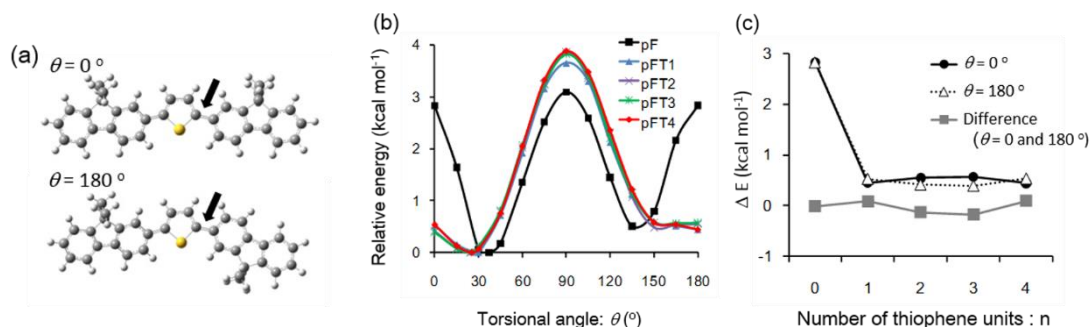 (a)
θ = 0 °
θ = 180 °
(b)
Relative energy (kcal mol⁻¹)
4
3
2
1
0
0 30 60 90 120 150 180
Torsional angle: θ (°)
pF
pFT1
pFT2
pFT3
pFT4
(c)
Δ E (kcal mol⁻¹)
3
2
1
0
-1
0 1 2 3 4
Number of thiophene units : n
θ = 0 °
θ = 180 °
Difference
(θ = 0 and 180 °)